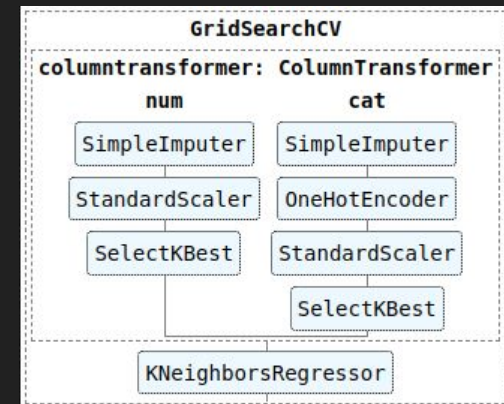 GridSearchCV
columntransformer: ColumnTransformer
num
SimpleImputer
StandardScaler
SelectKBest
cat
SimpleImputer
OneHotEncoder
StandardScaler
SelectKBest
KNeighborsRegressor